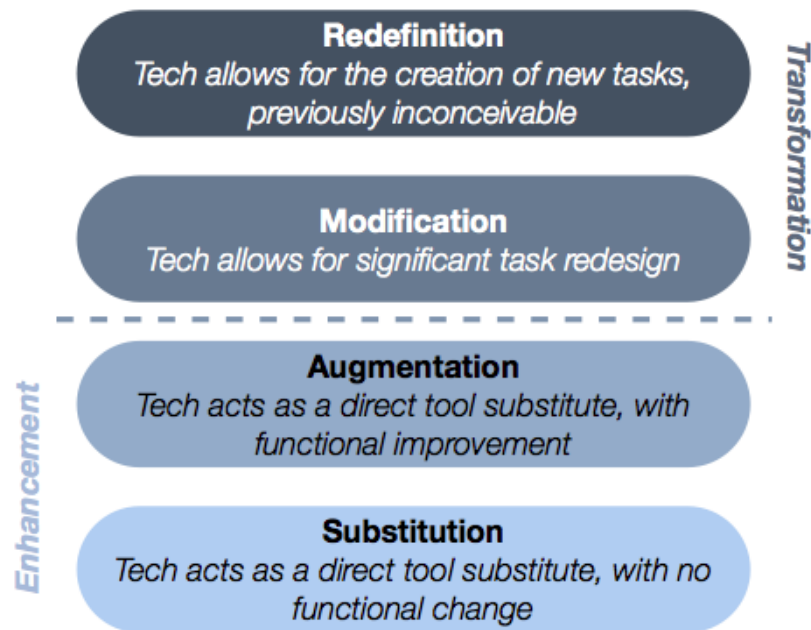 Redefinition
Tech allows for the creation of new tasks,
previously inconceivable
Transformation
Modification
Tech allows for significant task redesign
Augmentation
Tech acts as a direct tool substitute, with
functional improvement
Enhancement
Substitution
Tech acts as a direct tool substitute, with no
functional change